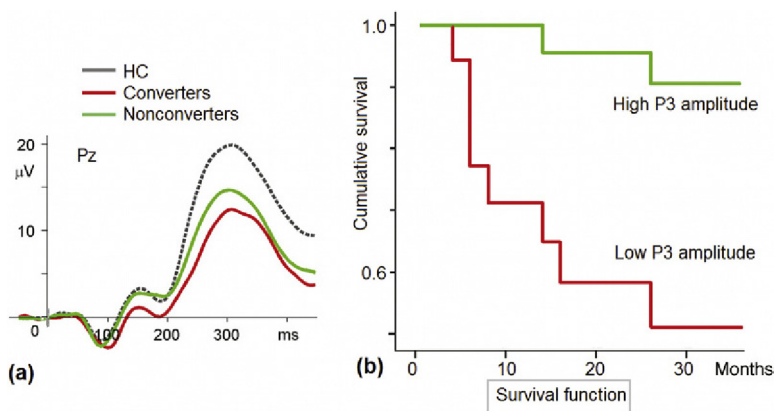 HC
Converters
Nonconverters
20
μV
Pz
10
0
100
200
300
ms
(a)
1.0
High P3 amplitude
Cumulative survival
Low P3 amplitude
0.6
10
20
30
Months
0
(b)
Survival function